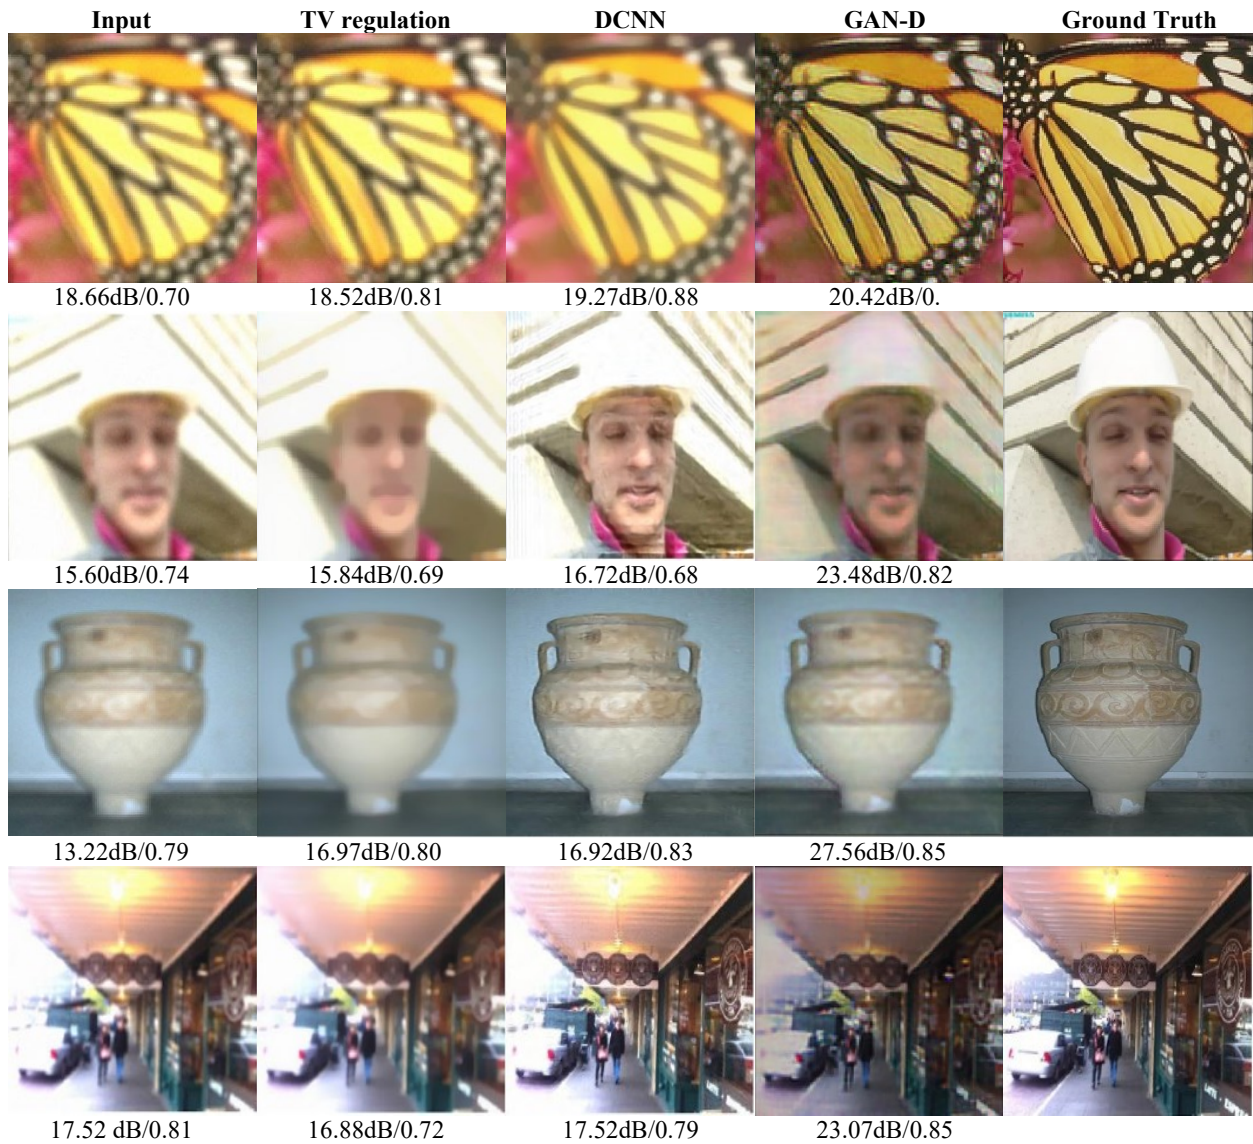 Input TV regulation DCNN GAN-D Ground Truth
18.66dB/0.70 18.52dB/0.81 19.27dB/0.88 20.42dB/0.
15.60dB/0.74 15.84dB/0.69 16.72dB/0.68 23.48dB/0.82
13.22dB/0.79 16.97dB/0.80 16.92dB/0.83 27.56dB/0.85
17.52 dB/0.81 16.88dB/0.72 17.52dB/0.79 23.07dB/0.85